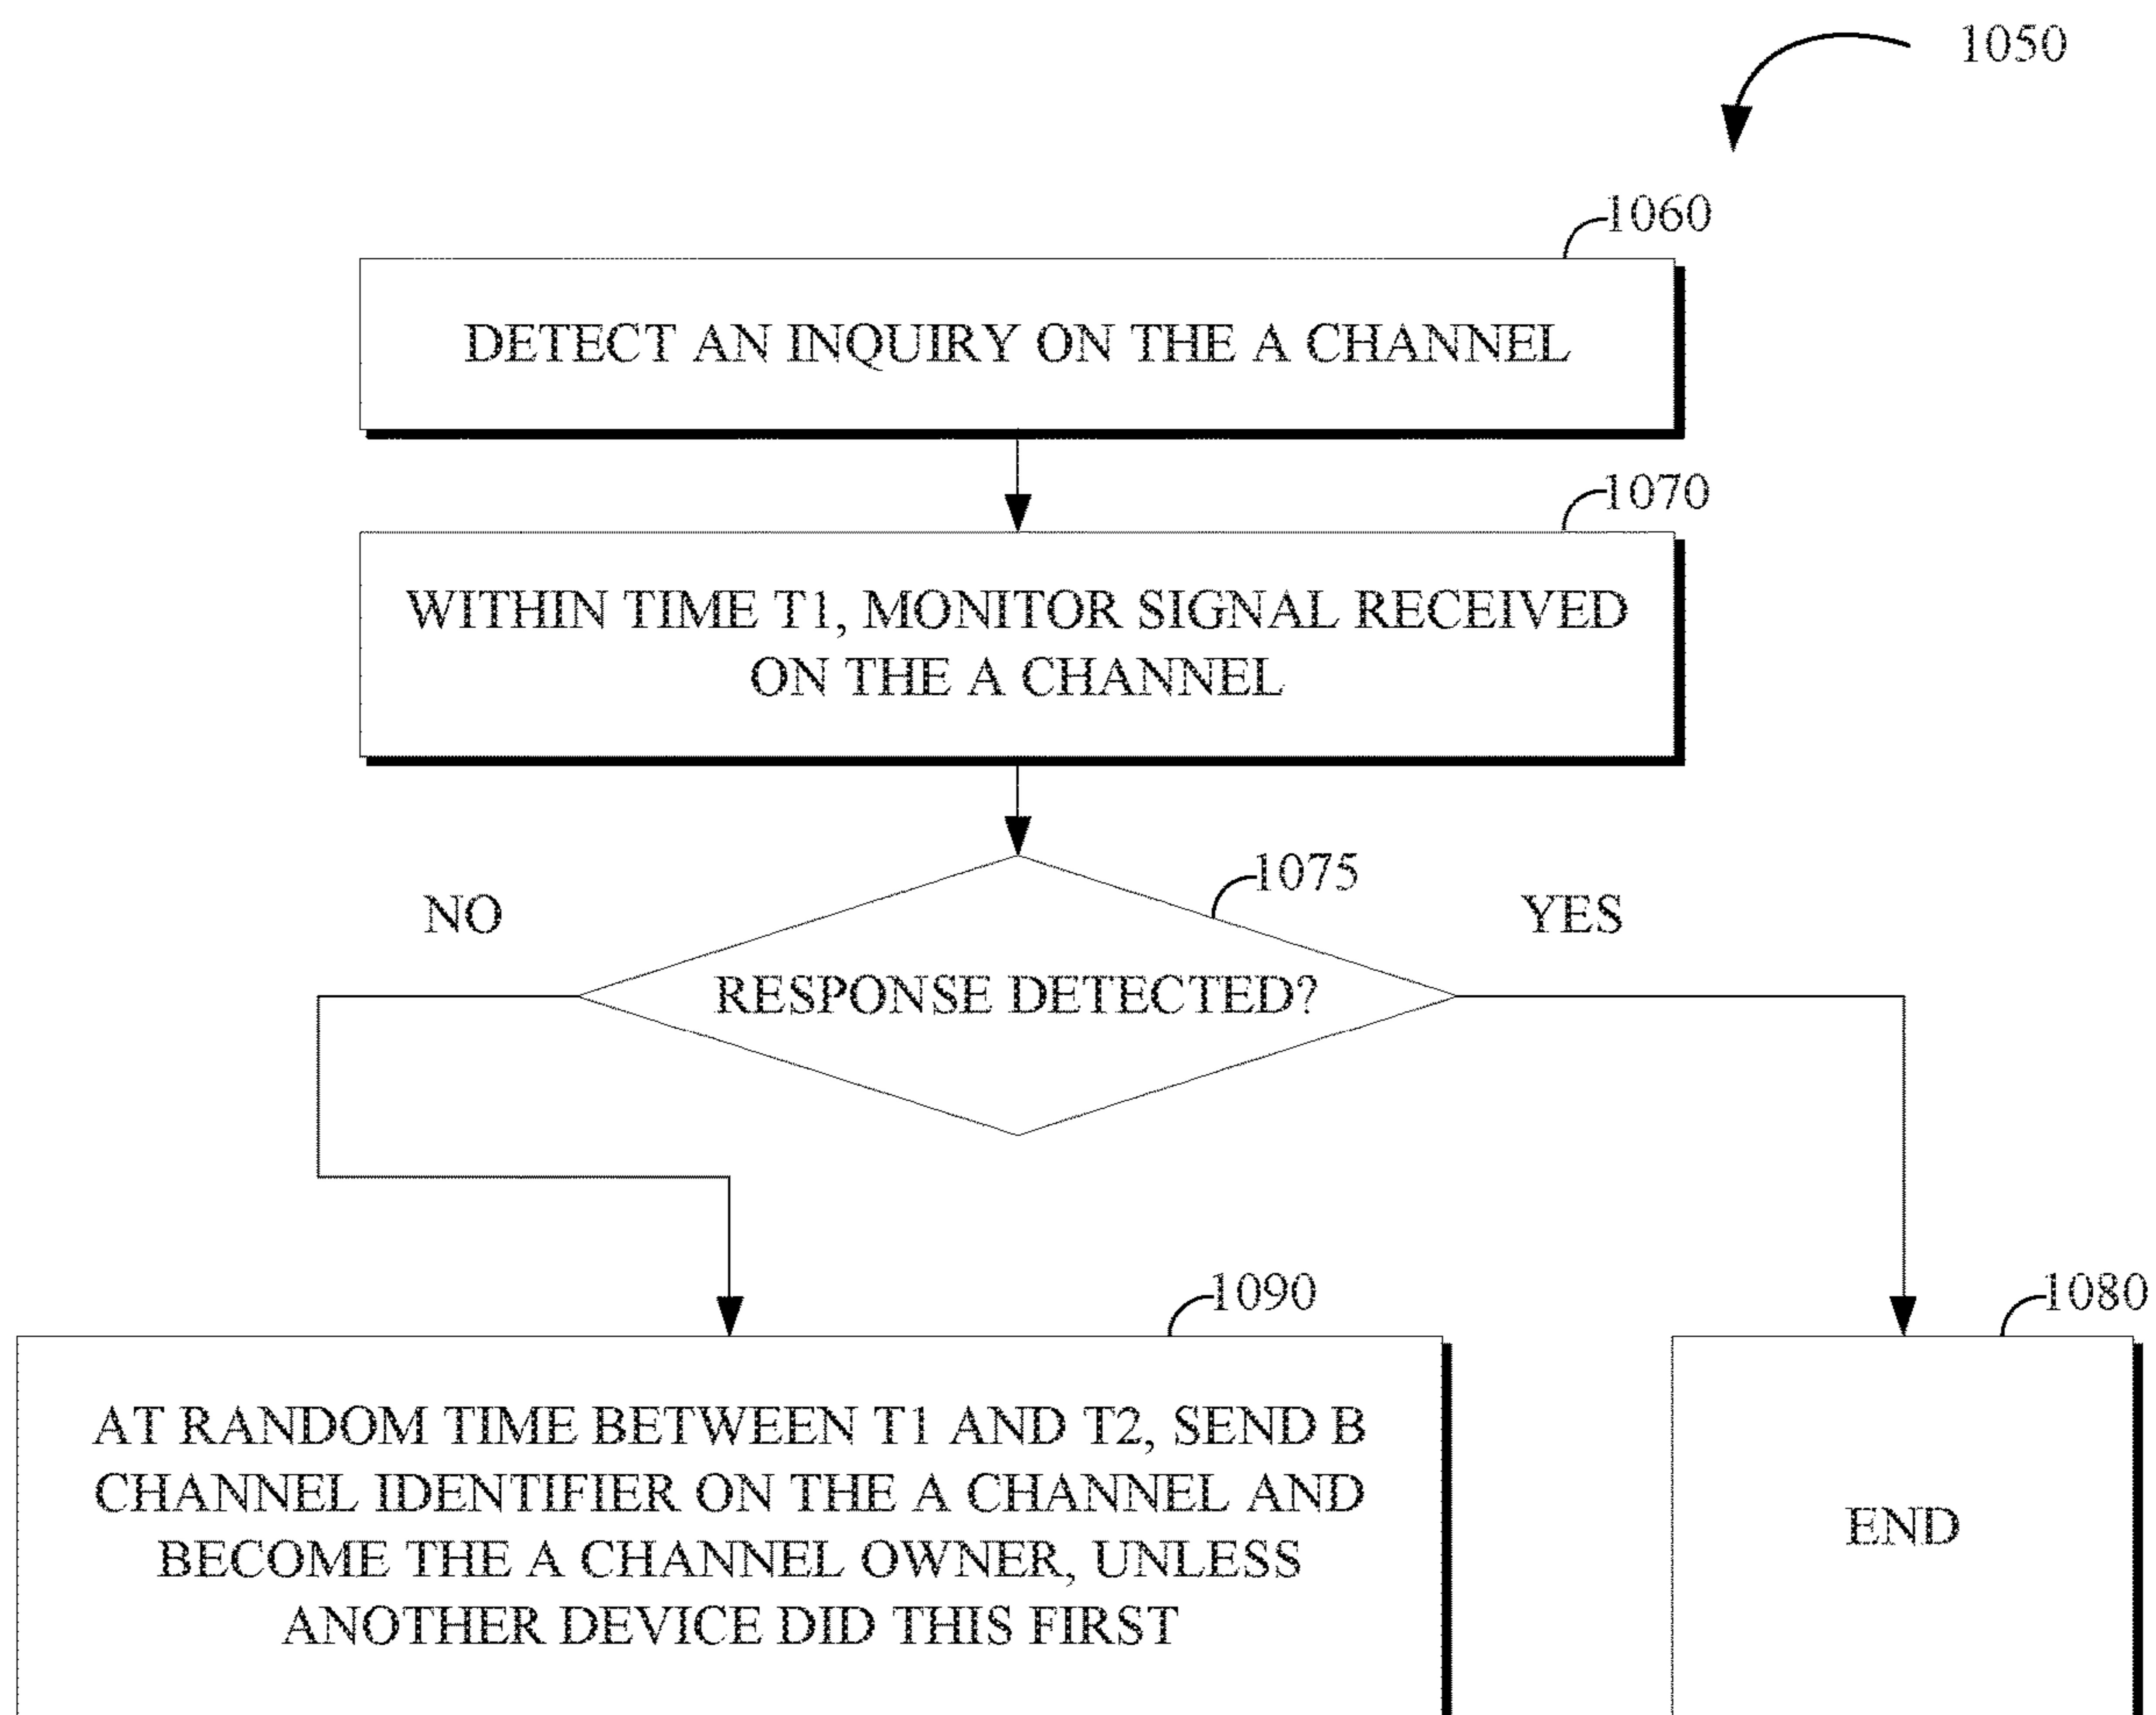 1050
1060
DETECT AN INQUIRY ON THE A CHANNEL
1070
WITHIN TIME T1, MONITOR SIGNAL RECEIVED
ON THE A CHANNEL
1075
NO
YES
RESPONSE DETECTED?
1090
1080
AT RANDOM TIME BETWEEN T1 AND T2, SEND B
CHANNEL IDENTIFIER ON THE A CHANNEL AND
BECOME THE A CHANNEL OWNER, UNLESS
ANOTHER DEVICE DID THIS FIRST
END